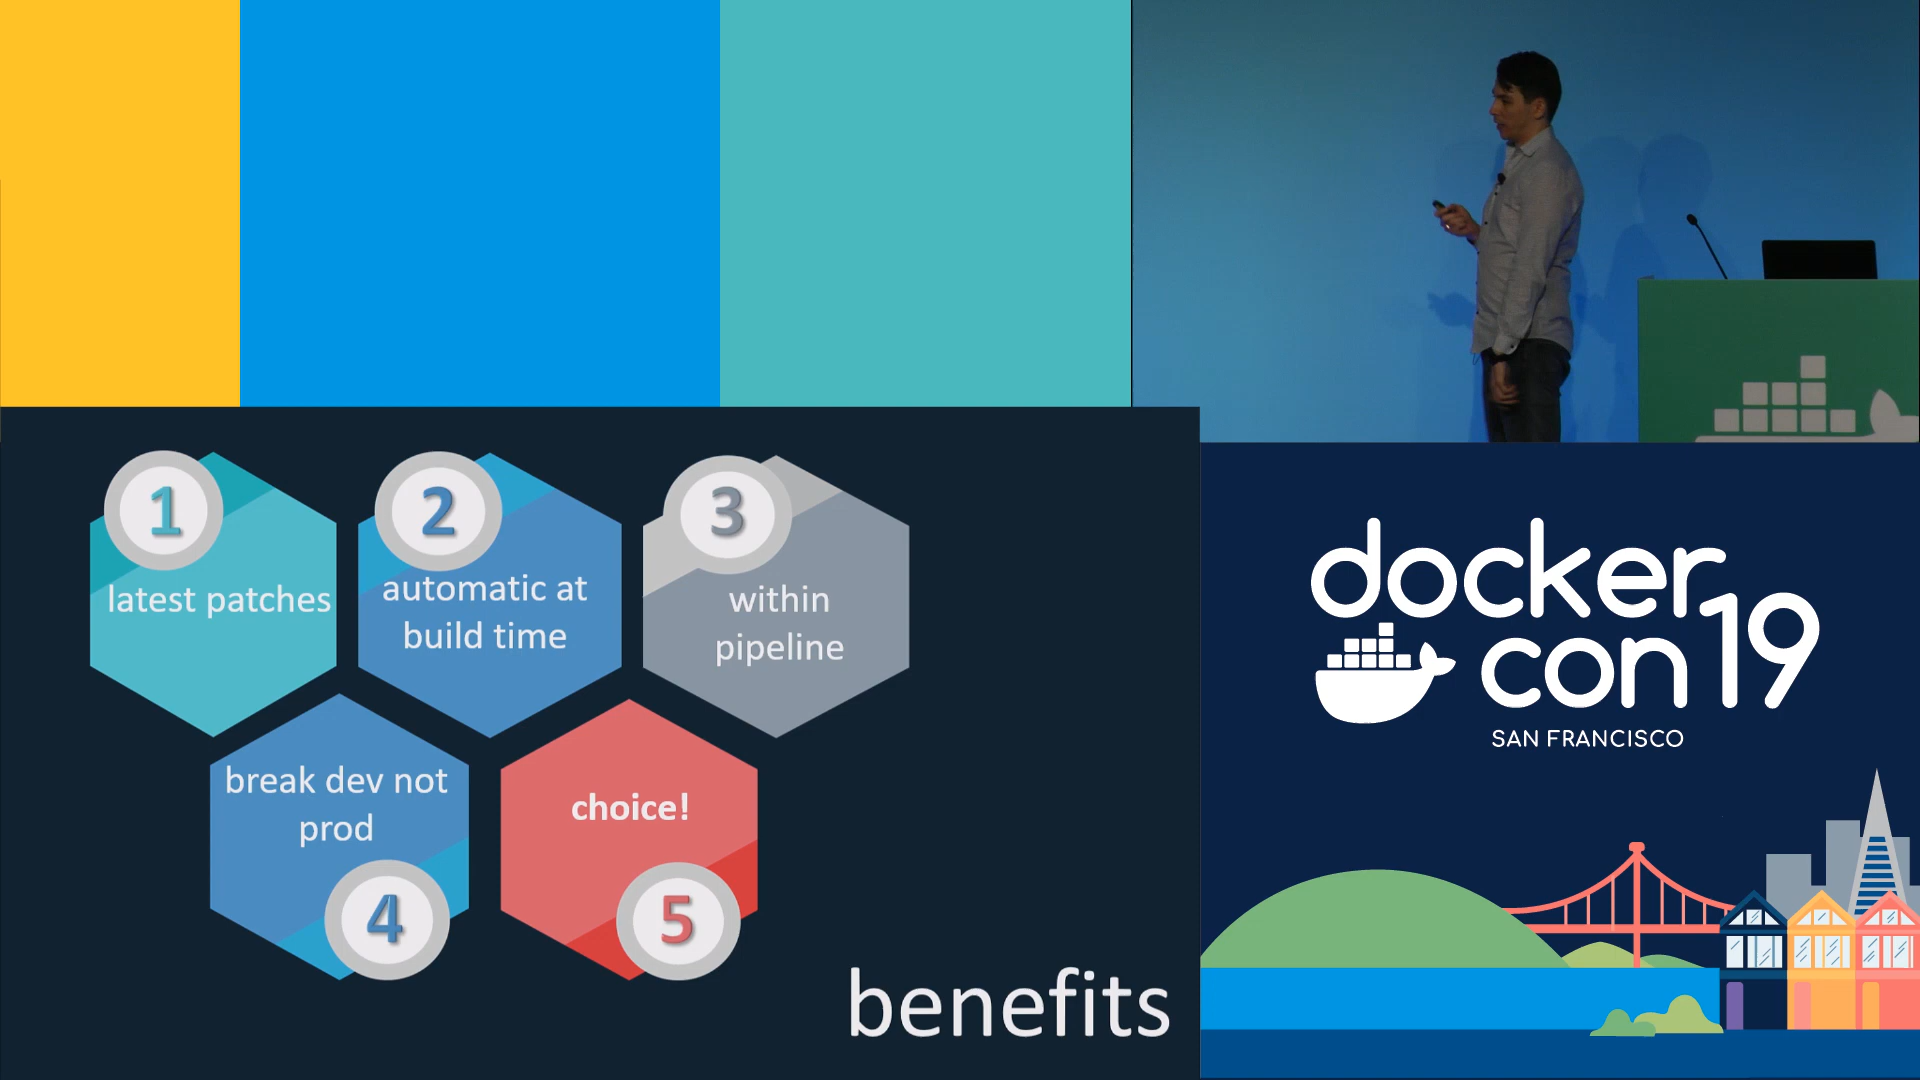 1
latest patches
2
automatic at
build time
3
within
pipeline
break dev not
prod
4
choice!
5
benefits
docker
con 19
SAN FRANCISCO